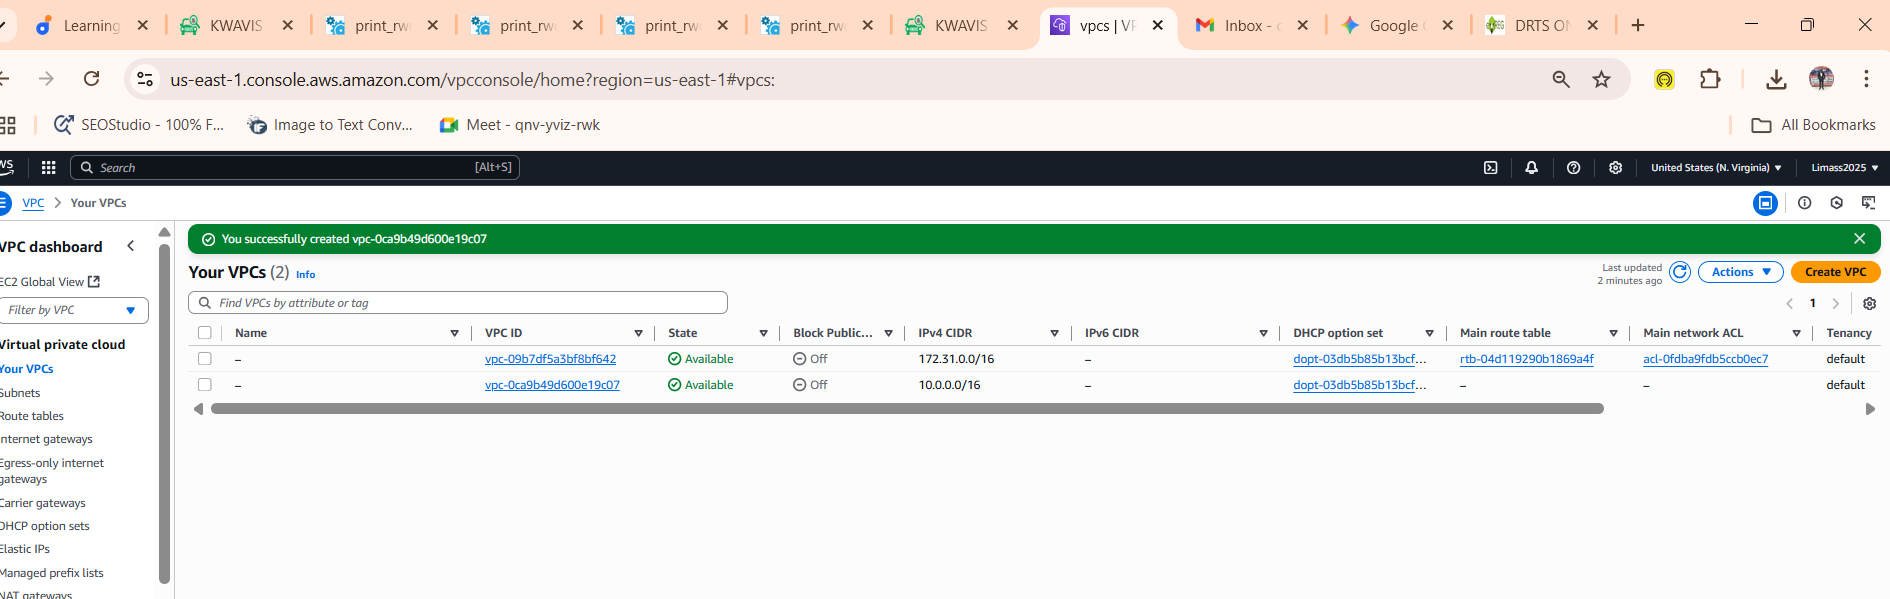 Learning
KWAVIS
print_rw
print_rw
print_rw
print_rw
KWAVIS
vpcs | VP
Inbox -
Google
DRTS ON
us-east-1.console.aws.amazon.com/vpcconsole/home?region=us-east-1#vpcs:
SEOStudio - 100% F...
Image to Text Conv...
Meet - qnv-yviz-rwk
All Bookmarks
Search
[Alt+S]
United States (N. Virginia)
Limass2025
VPC > Your VPCs
VPC dashboard
EC2 Global View
Filter by VPC
Virtual private cloud
Your VPCs
Subnets
Route tables
Internet gateways
Egress-only internet
gateways
Carrier gateways
DHCP option sets
Elastic IPs
Managed prefix lists
NAT gateways
You successfully created vpc-0ca9b49d600e19c07
Your VPCs (2) Info
Last updated
2 minutes ago
Actions
Create VPC
Find VPCs by attribute or tag
1
Name VPC ID State Block Public... IPv4 CIDR IPv6 CIDR DHCP option set Main route table Main network ACL Tenancy
– vpc-09b7df5a3bf8bf642 Available Off 172.31.0.0/16 – dopt-03db5b85b13bcf... rtb-04d119290b1869a4f acl-0fdba9fdb5ccb0ec7 default
– vpc-0ca9b49d600e19c07 Available Off 10.0.0.0/16 – dopt-03db5b85b13bcf... – – default